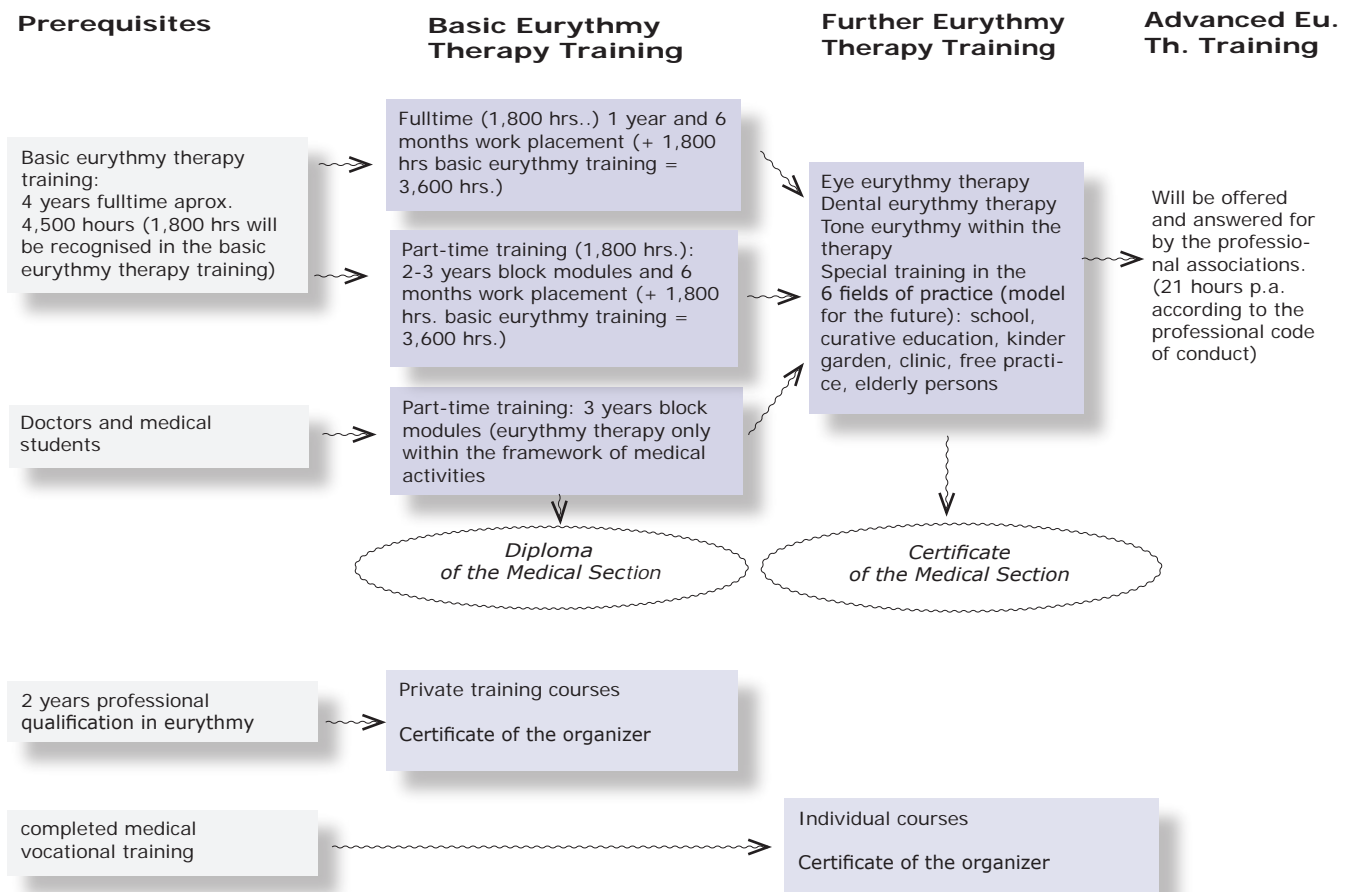 Prerequisites
Basic Eurythmy
Therapy Training
Further Eurythmy
Therapy Training
Advanced Eu.
Th. Training
Basic eurythmy therapy
training:
4 years fulltime aprox.
4,500 hours (1,800 hrs will
be recognised in the basic
eurythmy therapy training)
Fulltime (1,800 hrs..) 1 year and 6
months work placement (+ 1,800
hrs basic eurythmy training =
3,600 hrs.)
Part-time training (1,800 hrs.):
2-3 years block modules and 6
months work placement (+ 1,800
hrs. basic eurythmy training =
3,600 hrs.)
Doctors and medical
students
Part-time training: 3 years block
modules (eurythmy therapy only
within the framework of medical
activities
Eye eurythmy therapy
Dental eurythmy therapy
Tone eurythmy within the
therapy
Special training in the
6 fields of practice (model
for the future): school,
curative education, kinder
garden, clinic, free practi-
ce, elderly persons
Will be offered
and answered for
by the professio-
nal associations.
(21 hours p.a.
according to the
professional code
of conduct)
Diploma
of the Medical Section
Certificate
of the Medical Section
2 years professional
qualification in eurythmy
Private training courses
Certificate of the organizer
completed medical
vocational training
Individual courses
Certificate of the organizer